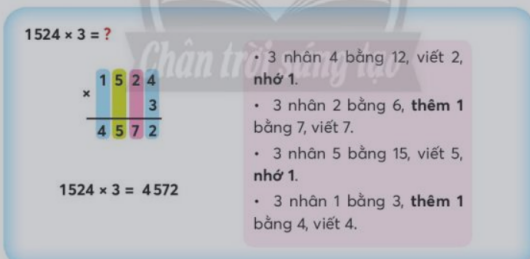 1524 × 3 = ?
Chân trời sáng tạo
× 1 5 2 4
3
4 5 7 2
1524 × 3 = 4572
• 3 nhân 4 bằng 12, viết 2,
nhớ 1.
• 3 nhân 2 bằng 6, thêm 1
bằng 7, viết 7.
• 3 nhân 5 bằng 15, viết 5,
nhớ 1.
• 3 nhân 1 bằng 3, thêm 1
bằng 4, viết 4.